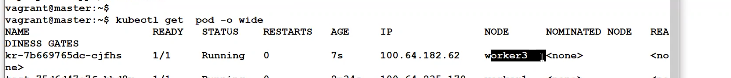 vagrant@master:~$
vagrant@master:~$ kubectl get  pod -o wide
NAME READY STATUS RESTARTS AGE IP NODE NOMINATED NODE REA
DINESS GATES
kr-7b669765dc-cjfhs 1/1 Running 0 7s 100.64.182.62 worker3 <none> <no
ne>